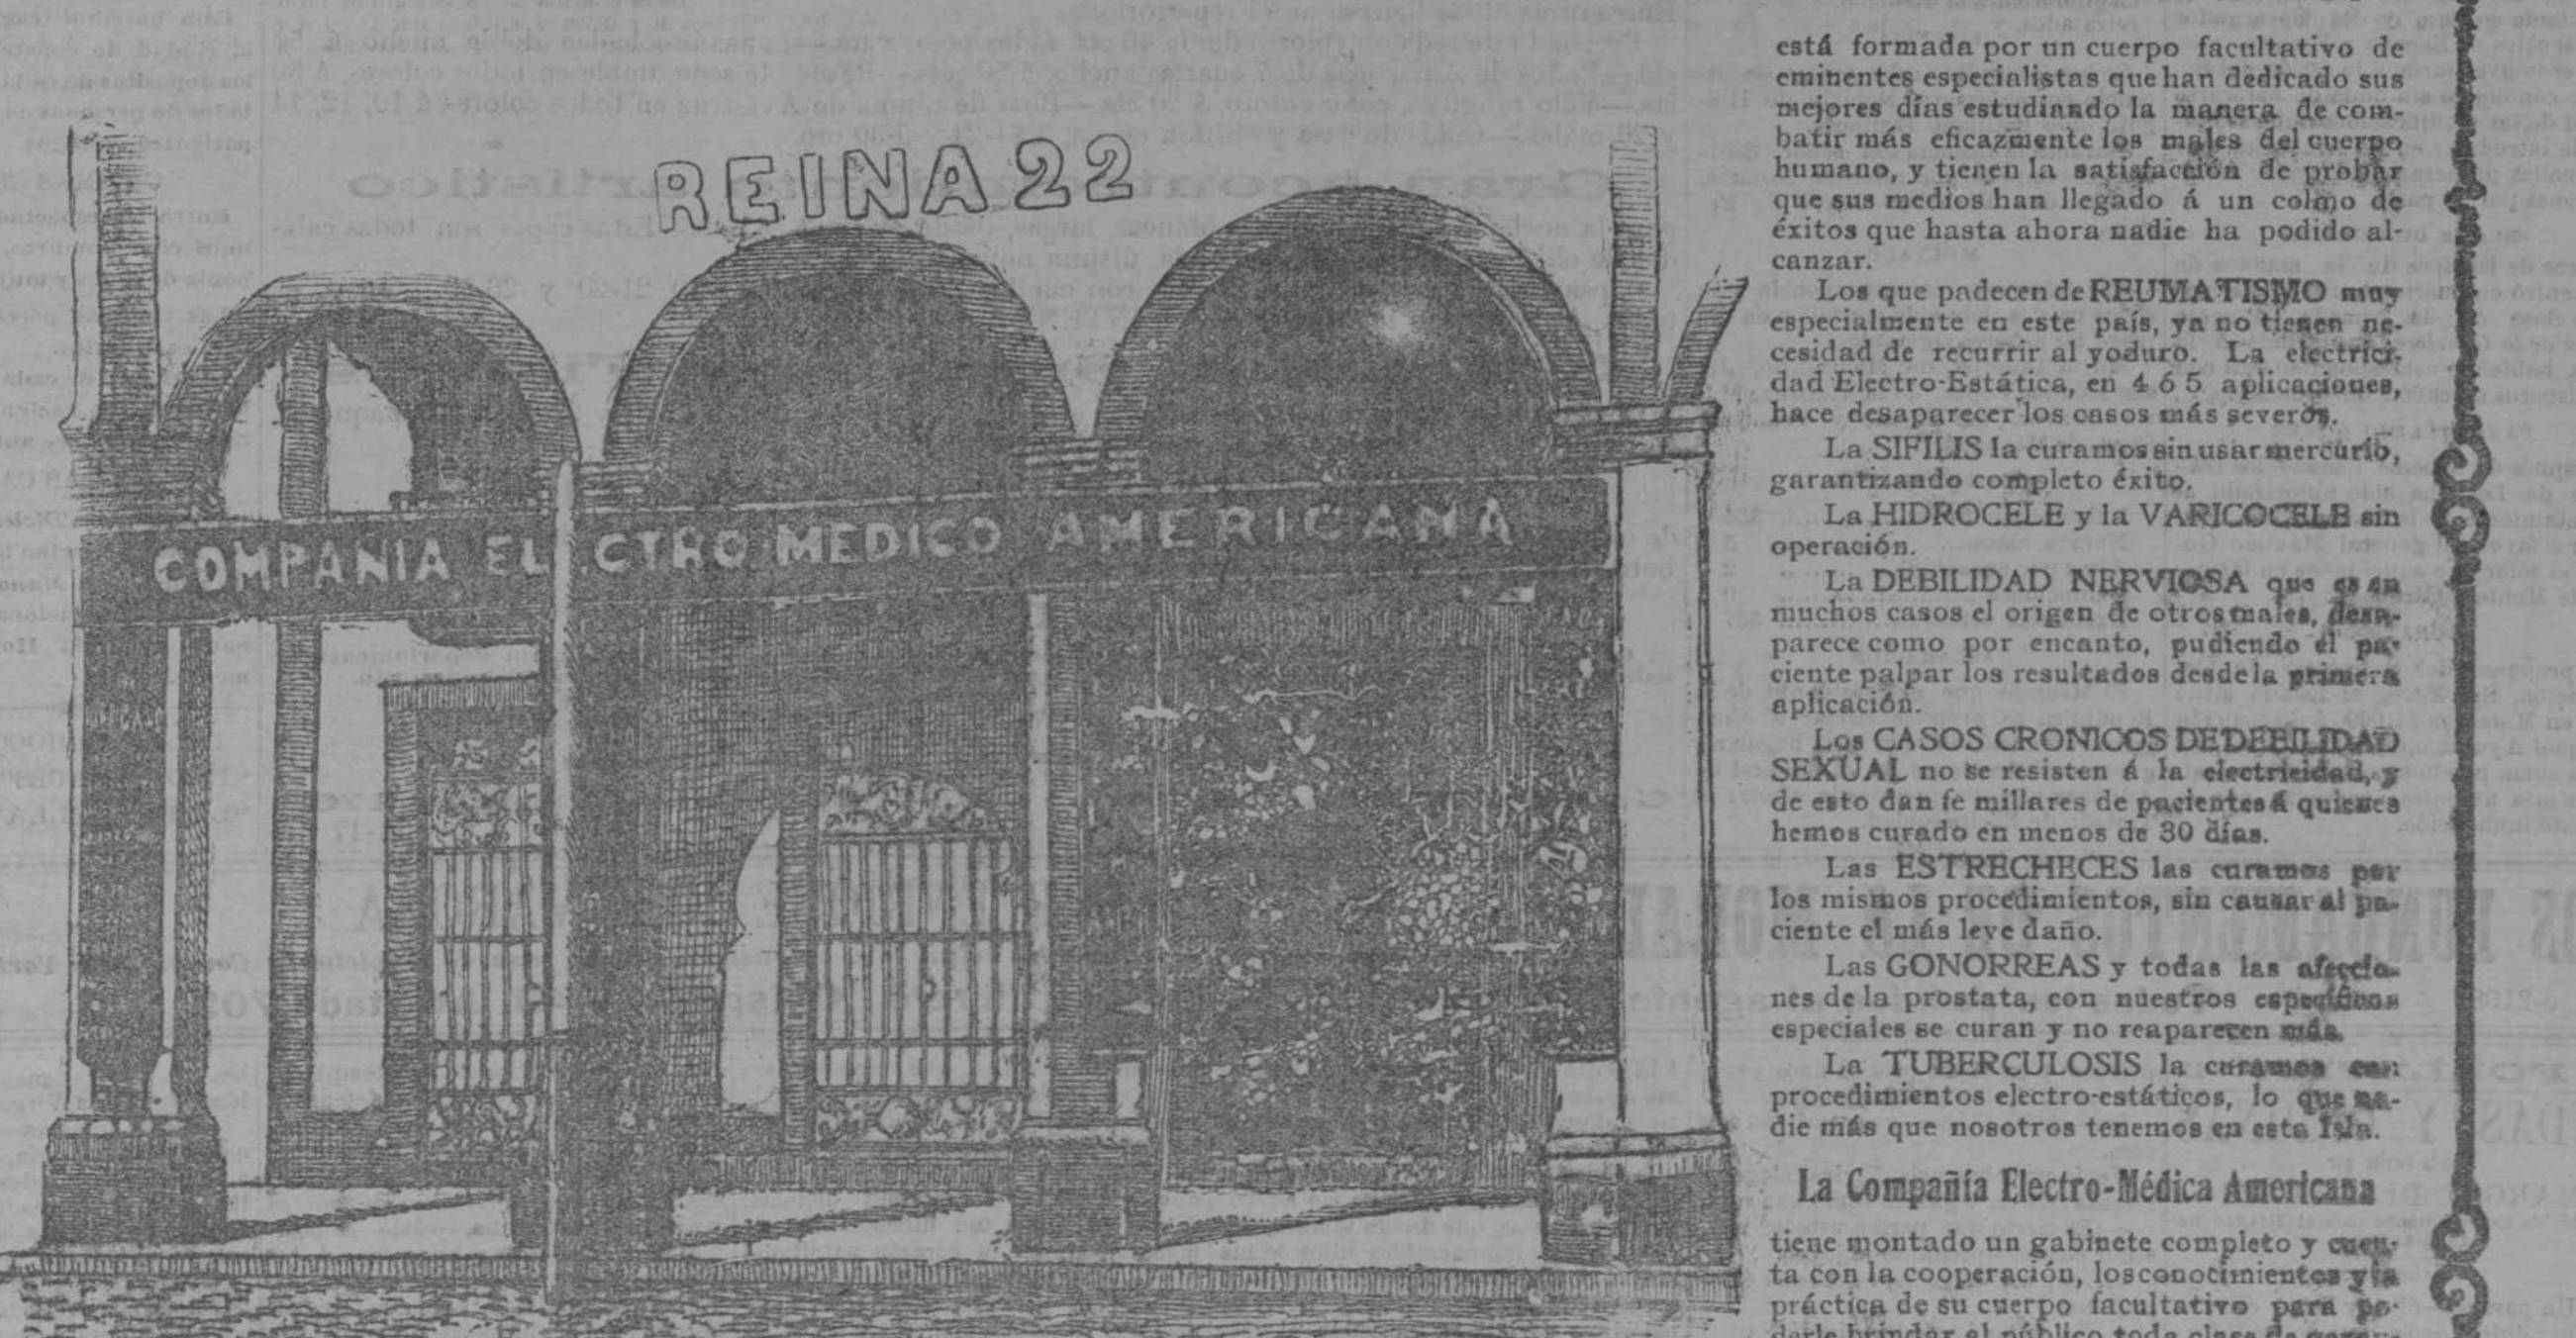 REINA 22
COMPAÑIA ELECTRO-MEDICO AMERICANA
está formada por un cuerpo facultativo de
eminentes especialistas que han dedicado sus
mejores días estudiando la manera de com-
batir más eficazmente los males del cuerpo
humano, y tienen la satisfacción de probar
que sus medios han llegado á un colmo de
éxitos que hasta ahora nadie ha podido al-
canzar.
Los que padecen de REUMATISMO muy
especialmente en este país, ya no tienen ne-
cesidad de recurrir al yoduro. La electrici-
dad Electro-Estática, en 4 ó 5 aplicaciones,
hace desaparecer los casos más severos.
La SIFILIS la curamos sin usar mercurio,
garantizando completo éxito.
La HIDROCELE y la VARICOCELE sin
operación.
La DEBILIDAD NERVIOSA que es en
muchos casos el origen de otros males, desa-
parece como por encanto, pudiendo el pa-
ciente palpar los resultados desde la primera
aplicación.
Los CASOS CRONICOS DE DEBILIDAD
SEXUAL no se resisten á la electricidad, y
de esto dan fe millares de pacientes á quienes
hemos curado en menos de 30 días.
Las ESTRECHECES las curamos por
los mismos procedimientos, sin causar al pa-
ciente el más leve daño.
Las GONORREAS y todas las afeccio-
nes de la prostata, con nuestros específicos
especiales se curan y no reaparecen más.
La TUBERCULOSIS la curamos con
procedimientos electro-estáticos, lo que na-
die más que nosotros tenemos en esta Isla.
La Compañía Electro-Médica Americana
tiene montado un gabinete completo y cuen-
ta con la cooperación, los conocimientos y la
práctica de su cuerpo facultativo para po-
derle brindar al público toda clase de